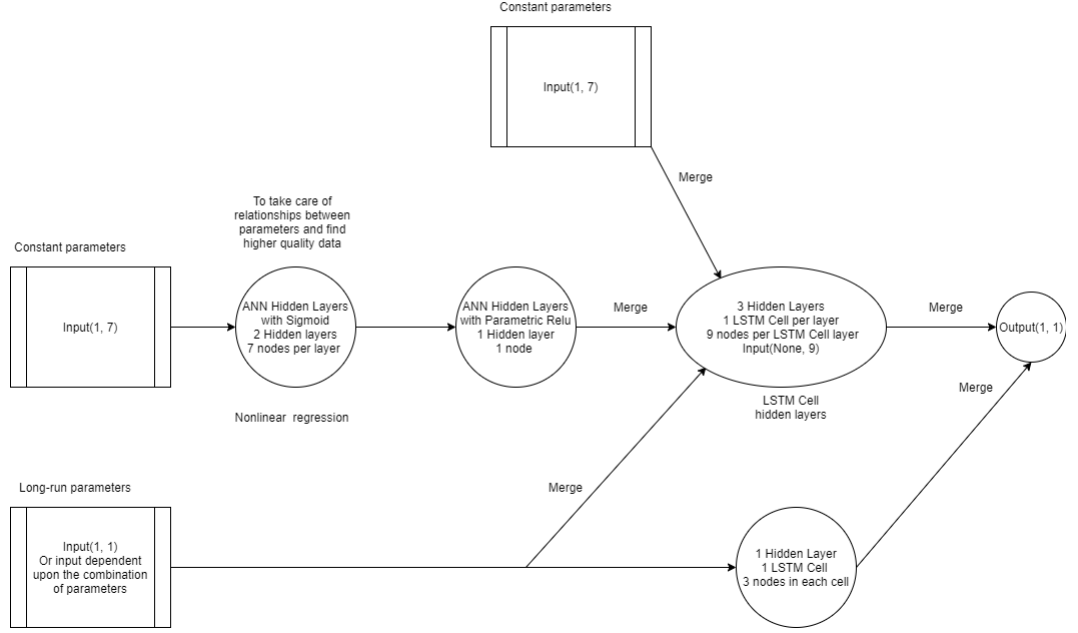 Constant parameters
Input(1, 7)
Merge
To take care of
relationships between
parameters and find
higher quality data
Constant parameters
Input(1, 7)
ANN Hidden Layers
with Sigmoid
2 Hidden layers
7 nodes per layer
Nonlinear regression
ANN Hidden Layers
with Parametric Relu
1 Hidden layer
1 node
Merge
3 Hidden Layers
1 LSTM Cell per layer
9 nodes per LSTM Cell layer
Input(None, 9)
LSTM Cell
hidden layers
Merge
Output(1, 1)
Merge
Long-run parameters
Input(1, 1)
Or input dependent
upon the combination
of parameters
Merge
1 Hidden Layer
1 LSTM Cell
3 nodes in each cell